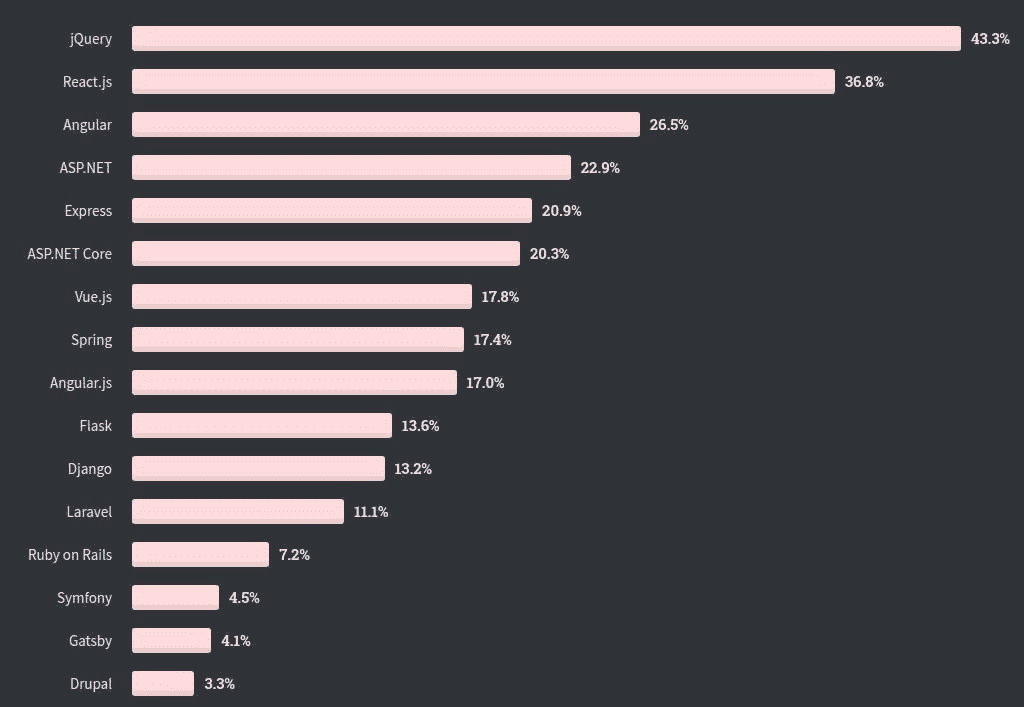 jQuery 43.3%
React.js 36.8%
Angular 26.5%
ASP.NET 22.9%
Express 20.9%
ASP.NET Core 20.3%
Vue.js 17.8%
Spring 17.4%
Angular.js 17.0%
Flask 13.6%
Django 13.2%
Laravel 11.1%
Ruby on Rails 7.2%
Symfony 4.5%
Gatsby 4.1%
Drupal 3.3%